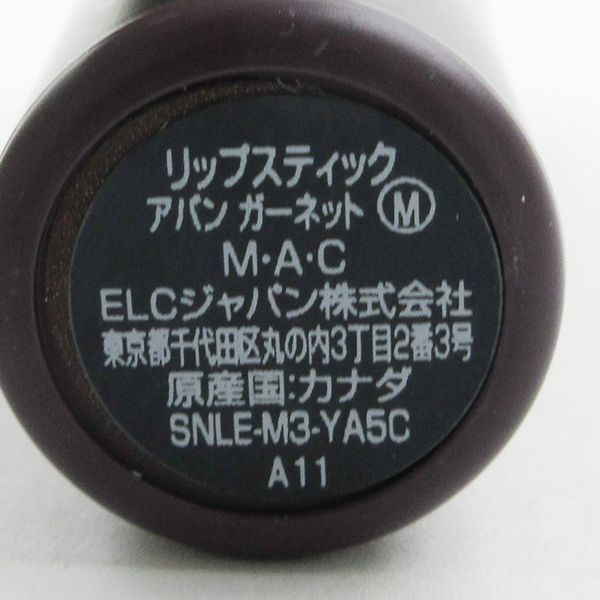 リップスティック
アバン ガーネット Ⓜ
M・A・C
ELCジャパン株式会社
東京都千代田区丸の内3丁目2番3号
原産国:カナダ
SNLE-M3-YA5C
A11